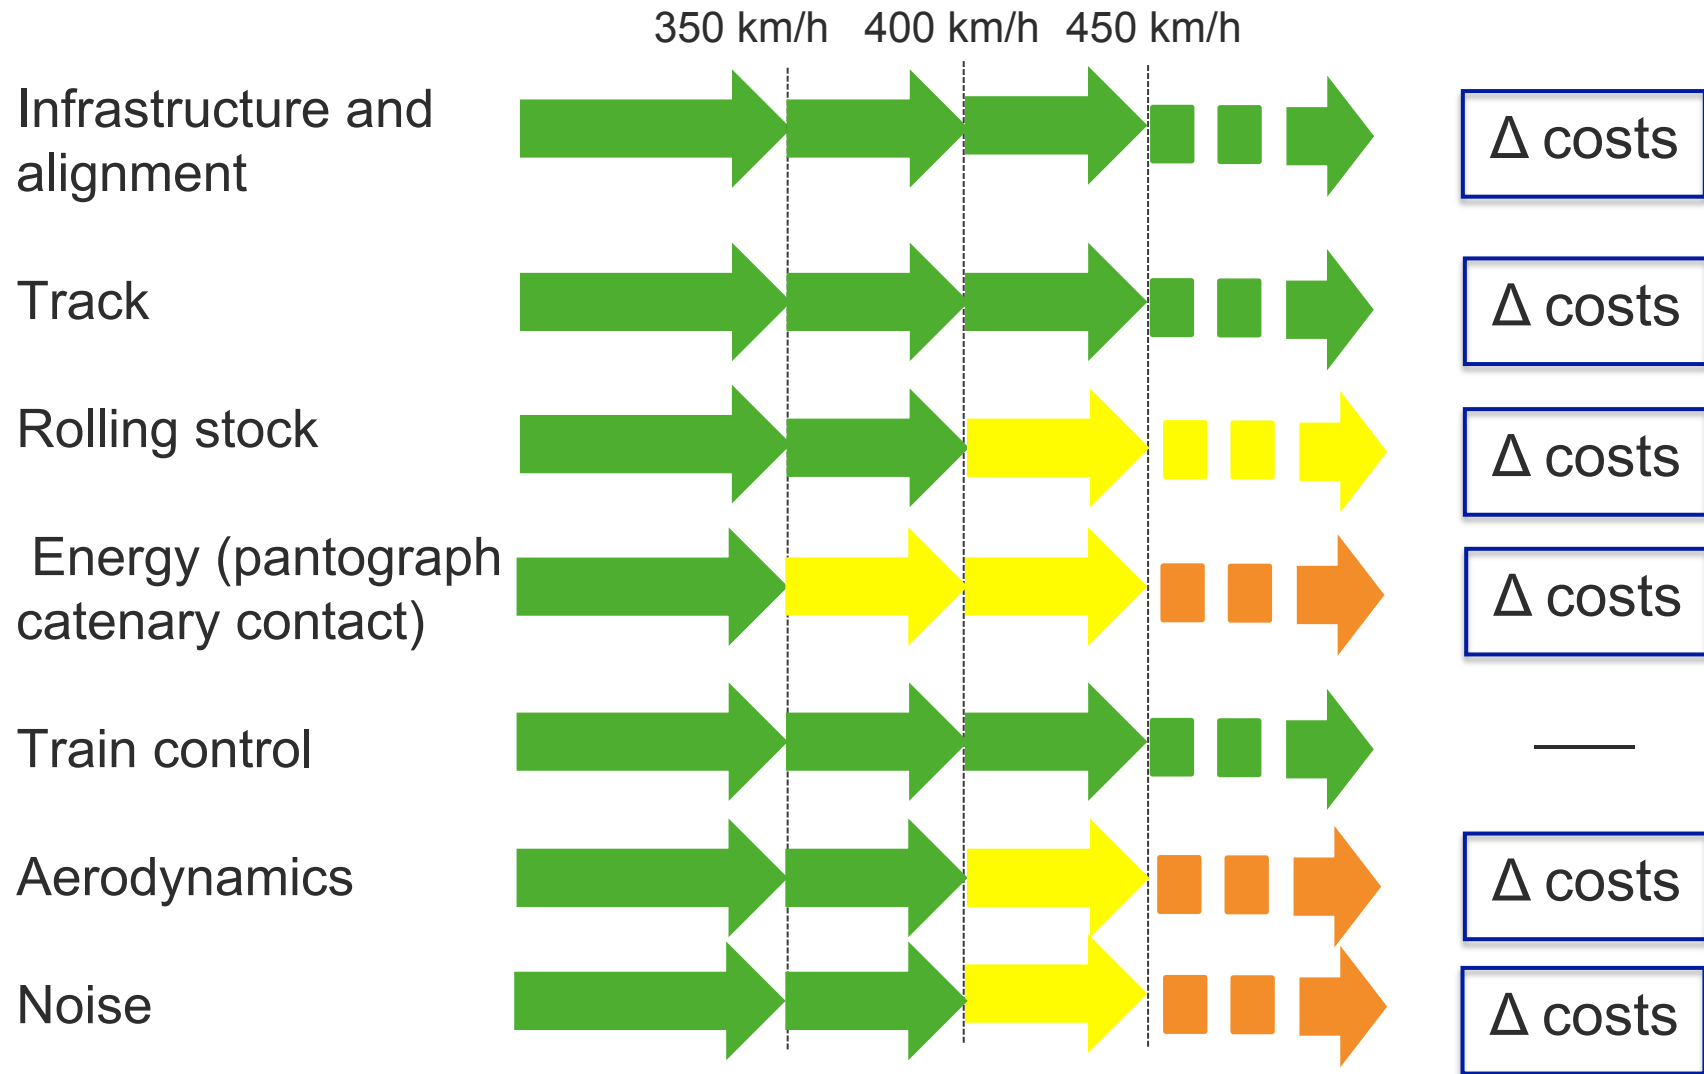 350 km/h 400 km/h 450 km/h
Infrastructure and
alignment
Δ costs
Track
Δ costs
Rolling stock
Δ costs
Energy (pantograph
catenary contact)
Δ costs
Train control
Aerodynamics
Δ costs
Noise
Δ costs